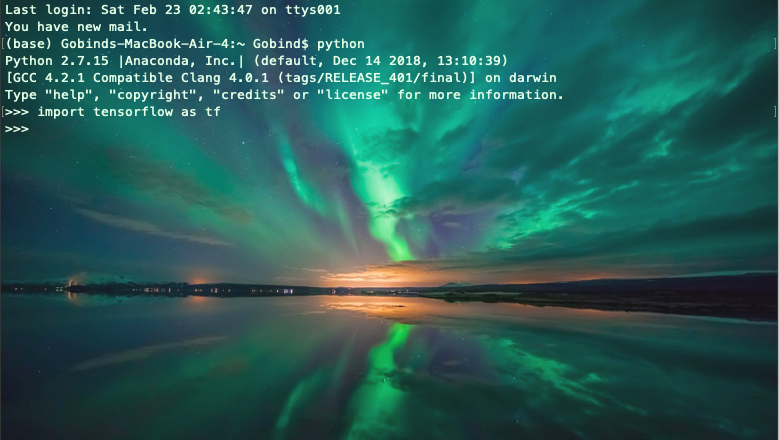 Last login: Sat Feb 23 02:43:47 on ttys001
You have new mail.
[(base) Gobinds-MacBook-Air-4:~ Gobind$ python ]
Python 2.7.15 |Anaconda, Inc.| (default, Dec 14 2018, 13:10:39)
[GCC 4.2.1 Compatible Clang 4.0.1 (tags/RELEASE_401/final)] on darwin
Type "help", "copyright", "credits" or "license" for more information.
[>>> import tensorflow as tf ]
>>>